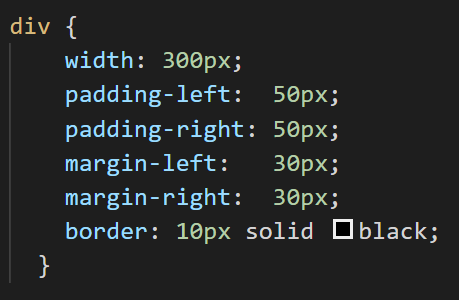 div {
    width: 300px;
    padding-left:  50px;
    padding-right: 50px;
    margin-left:   30px;
    margin-right:  30px;
    border: 10px solid black;
  }